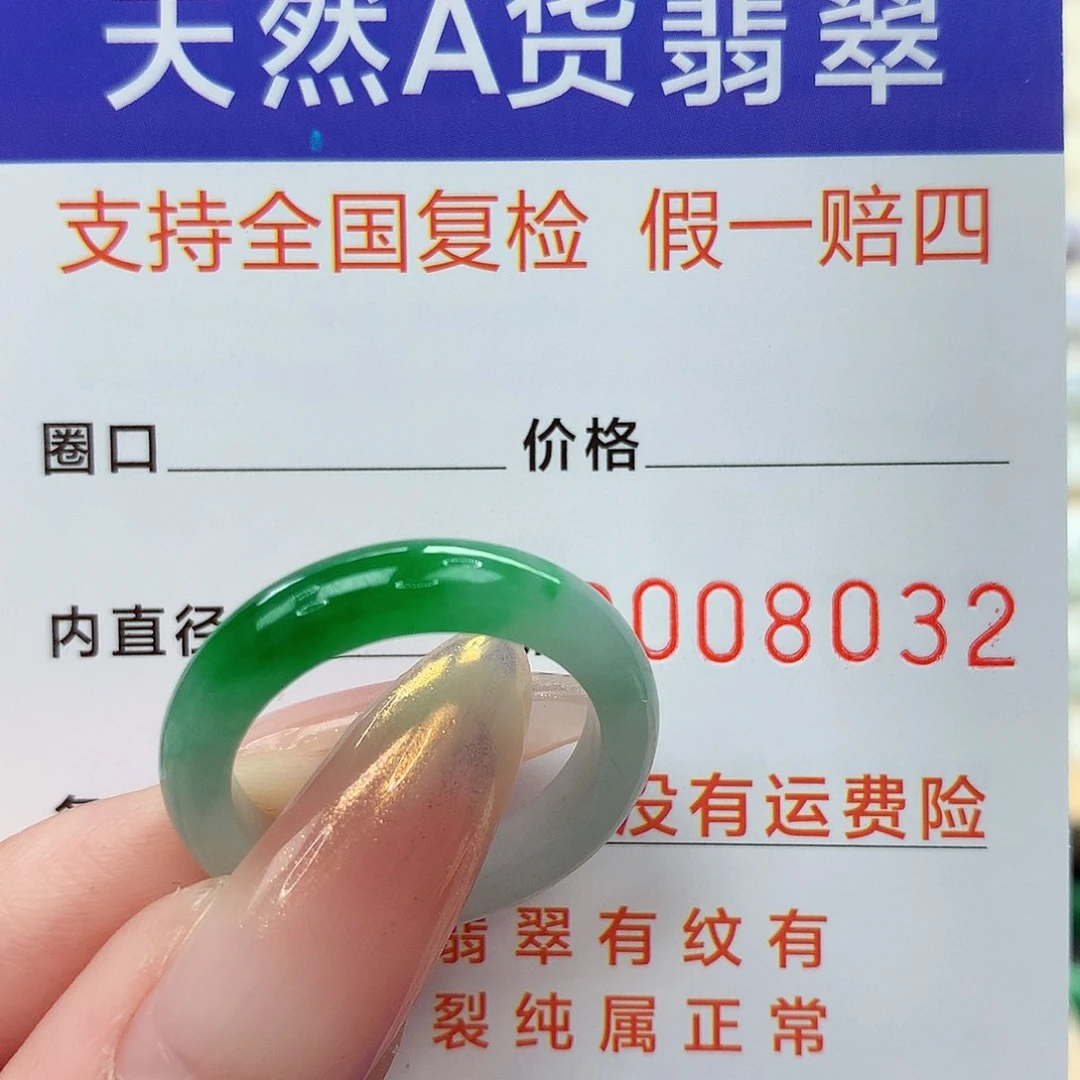 天然A货翡翠
支持全国复检 假一赔四
圈口 价格
内直径 008032
没有运费险
翡翠有纹有
裂纯属正常